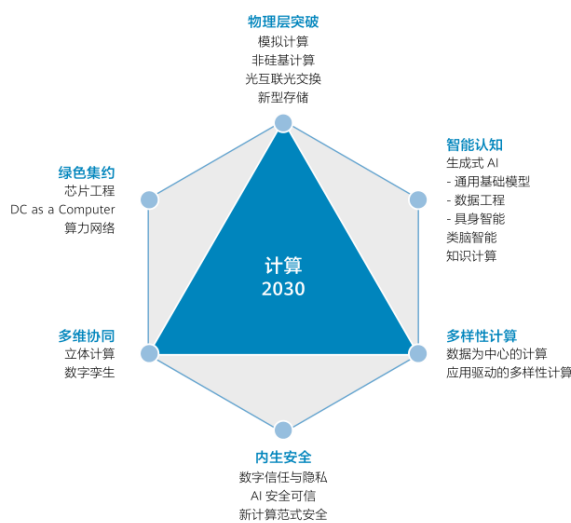 物理层突破
模拟计算
非硅基计算
光互联光交换
新型存储
智能认知
生成式 AI
- 通用基础模型
- 数据工程
- 具身智能
类脑智能
知识计算
绿色集约
芯片工程
DC as a Computer
算力网络
计算
2030
多维协同
立体计算
数字孪生
多样性计算
数据为中心的计算
应用驱动的多样性计算
内生安全
数字信任与隐私
AI 安全可信
新计算范式安全